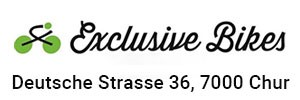 Exclusive Bikes
Deutsche Strasse 36, 7000 Chur